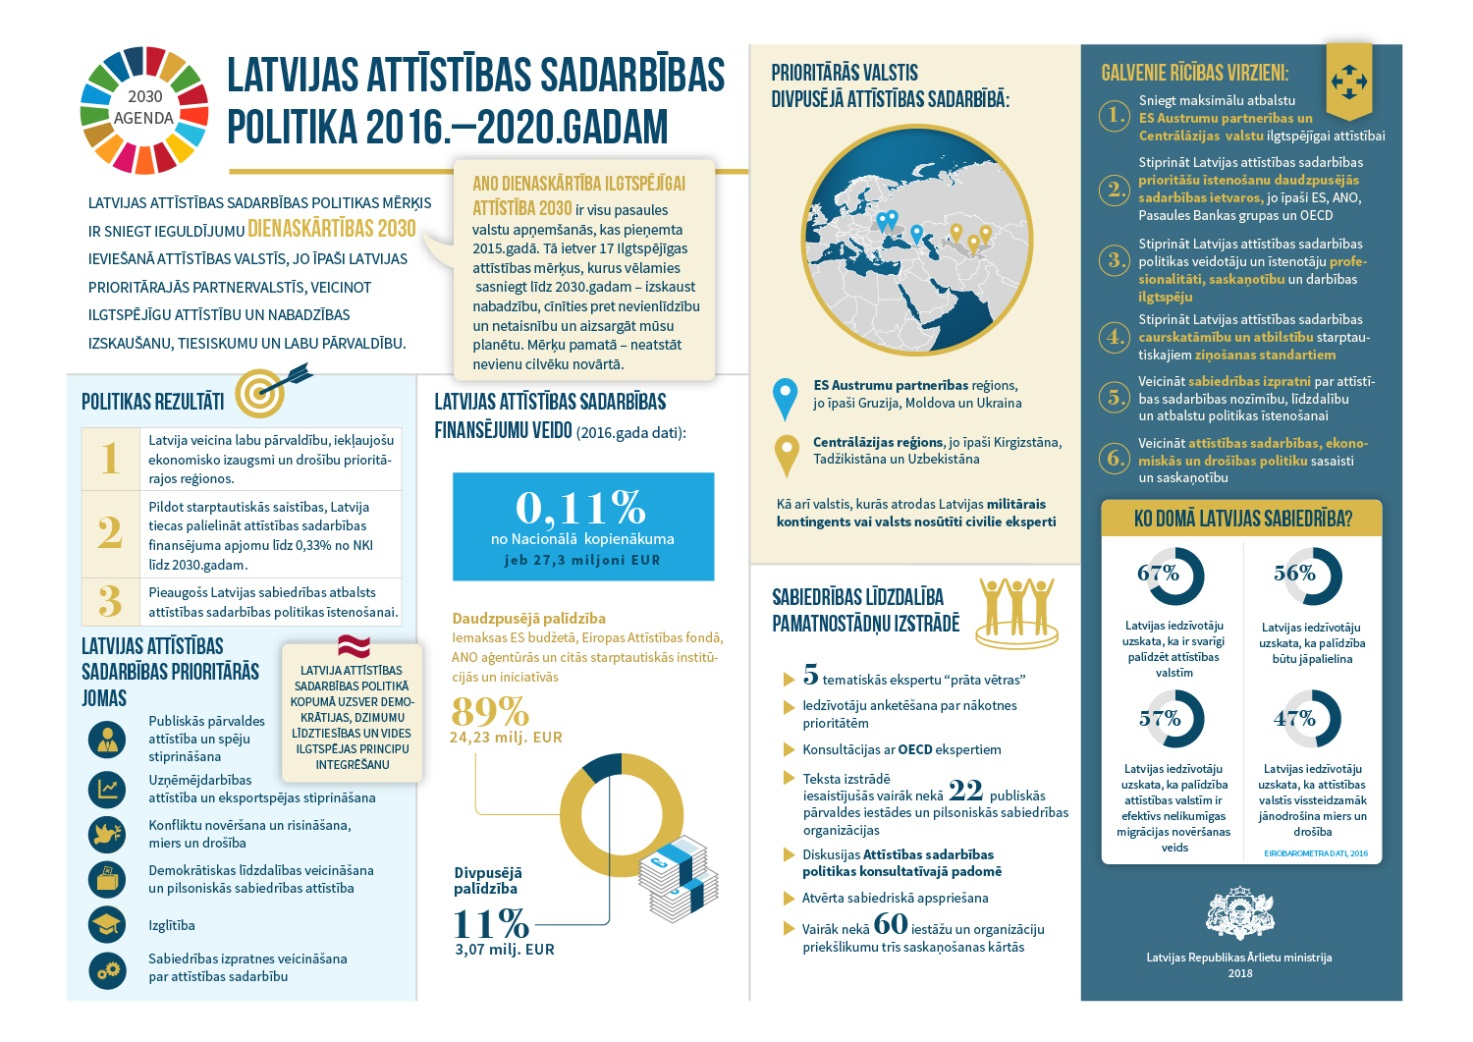 2030
AGENDA
LATVIJAS ATTĪSTĪBAS SADARBĪBAS
POLITIKA 2016.–2020.GADAM
LATVIJAS ATTĪSTĪBAS SADARBĪBAS POLITIKAS MĒRĶIS
IR SNIEGT IEGULDĪJUMU DIENASKĀRTĪBAS 2030
IEVIEŠANĀ ATTĪSTĪBAS VALSTĪS, JO ĪPAŠI LATVIJAS
PRIORITĀRAJĀS PARTNERVALSTĪS, VEICINOT
ILGTSPĒJĪGU ATTĪSTĪBU UN NABADZĪBAS
IZSKAUŠANU, TIESISKUMU UN LABU PĀRVALDĪBU.
ANO DIENASKĀRTĪBA ILGTSPĒJĪGAI
ATTĪSTĪBA 2030 ir visu pasaules
valstu apņemšanās, kas pieņemta
2015.gadā. Tā ietver 17 Ilgtspējīgas
attīstības mērķus, kurus vēlamies
sasniegt līdz 2030.gadam – izskaust
nabadzību, cīnīties pret nevienlīdzību
un netaisnību un aizsargāt mūsu
planētu. Mērķu pamatā – neatstāt
nevienu cilvēku novārtā.
POLITIKAS REZULTĀTI
1
Latvija veicina labu pārvaldību, iekļaujošu
ekonomisko izaugsmi un drošību prioritā-
rajos reģionos.
2
Pildot starptautiskās saistības, Latvija
tiecas palielināt attīstības sadarbības
finansējuma apjomu līdz 0,33% no NKI
līdz 2030.gadam.
3
Pieaugošs Latvijas sabiedrības atbalsts
attīstības sadarbības politikas īstenošanai.
LATVIJAS ATTĪSTĪBAS
SADARBĪBAS PRIORITĀRĀS
JOMAS
Publiskās pārvaldes
attīstība un spēju
stiprināšana
Uzņēmējdarbības
attīstība un eksportspējas stiprināšana
Konfliktu novēršana un risināšana,
miers un drošība
Demokrātiskas līdzdalības veicināšana
un pilsoniskās sabiedrības attīstība
Izglītība
Sabiedrības izpratnes veicināšana
par attīstības sadarbību
LATVIJA ATTĪSTĪBAS
SADARBĪBAS POLITIKĀ
KOPUMĀ UZSVER DEMO-
KRĀTIJAS, DZIMUMU
LĪDZTIESĪBAS UN VIDES
ILGTSPĒJAS PRINCIPU
INTEGRĒŠANU
LATVIJAS ATTĪSTĪBAS SADARBĪBAS
FINANSĒJUMU VEIDO (2016.gada dati):
0,11%
no Nacionālā kopienākuma
jeb 27,3 miljoni EUR
Daudzpusējā palīdzība
Iemaksas ES budžetā, Eiropas Attīstības fondā,
ANO aģentūrās un citās starptautiskās institū-
cijās un iniciatīvās
89%
24,23 milj. EUR
Divpusējā
palīdzība
11%
3,07 milj. EUR
PRIORITĀRĀS VALSTIS
DIVPUSĒJĀ ATTĪSTĪBAS SADARBĪBĀ:
ES Austrumu partnerības reģions,
jo īpaši Gruzija, Moldova un Ukraina
Centrālāzijas reģions, jo īpaši Kirgizstāna,
Tadžikistāna un Uzbekistāna
Kā arī valstis, kurās atrodas Latvijas militārais
kontingents vai valsts nosūtīti civilie eksperti
SABIEDRĪBAS LĪDZDALĪBA
PAMATNOSTĀDŅU IZSTRĀDĒ
5 tematiskās ekspertu “prāta vētras”
Iedzīvotāju anketēšana par nākotnes
prioritātēm
Konsultācijas ar OECD ekspertiem
Teksta izstrādē
iesaistījušās vairāk nekā 22 publiskās
pārvaldes iestādes un pilsoniskās sabiedrības
organizācijas
Diskusijas Attīstības sadarbības
politikas konsultatīvajā padomē
Atvērta sabiedriskā apspriešana
Vairāk nekā 60 iestāžu un organizāciju
priekšlikumu trīs saskaņošanas kārtās
GALVENIE RĪCĪBAS VIRZIENI:
1.
Sniegt maksimālu atbalstu
ES Austrumu partnerības un
Centrālāzijas valstu ilgtspējīgai attīstībai
2.
Stiprināt Latvijas attīstības sadarbības
prioritāšu īstenošanu daudzpusējās
sadarbības ietvaros, jo īpaši ES, ANO,
Pasaules Bankas grupas un OECD
3.
Stiprināt Latvijas attīstības sadarbības
politikas veidotāju un īstenotāju profe-
sionalitāti, saskaņotību un darbības
ilgtspēju
4.
Stiprināt Latvijas attīstības sadarbības
caurskatāmību un atbilstību starptau-
tiskajiem ziņošanas standartiem
5.
Veicināt sabiedrības izpratni par attīstī-
bas sadarbības nozīmību, līdzdalību
un atbalstu politikas īstenošanai
6.
Veicināt attīstības sadarbības, ekono-
miskās un drošības politiku sasaisti
un saskaņotību
KO DOMĀ LATVIJAS SABIEDRĪBA?
67%
Latvijas iedzīvotāju
uzskata, ka ir svarīgi
palīdzēt attīstības
valstīm
56%
Latvijas iedzīvotāju
uzskata, ka palīdzība
būtu jāpalielina
57%
Latvijas iedzīvotāju
uzskata, ka palīdzība
attīstības valstīm ir
efektīvs nelikumīgas
migrācijas novēršanas
veids
47%
Latvijas iedzīvotāju
uzskata, ka attīstības
valstīs vissteidzamāk
jānodrošina miers un
drošība
EIROBAROMETRA DATI, 2016
Latvijas Republikas Ārlietu ministrija
2018